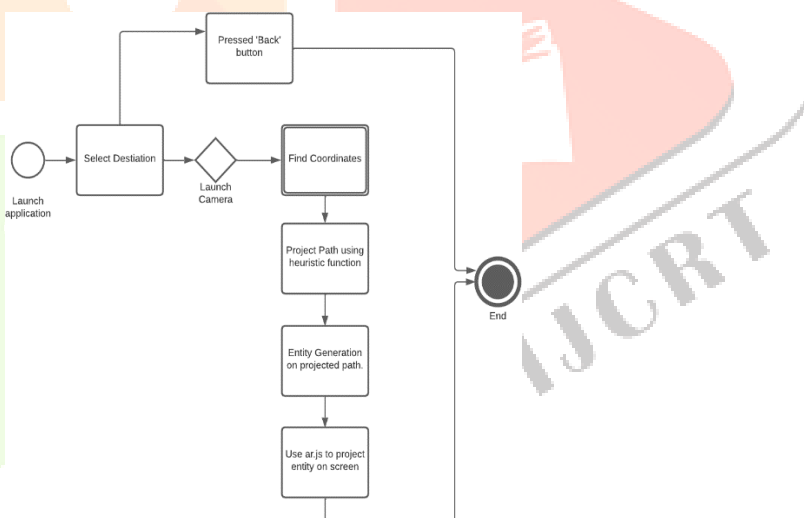 Pressed 'Back'
button
Select Destiation
Find Coordinates
Launch
Camera
Launch
application
Project Path using
heuristic function
End
Entity Generation
on projected path.
Use ar.js to project
entity on screen
IJCRT